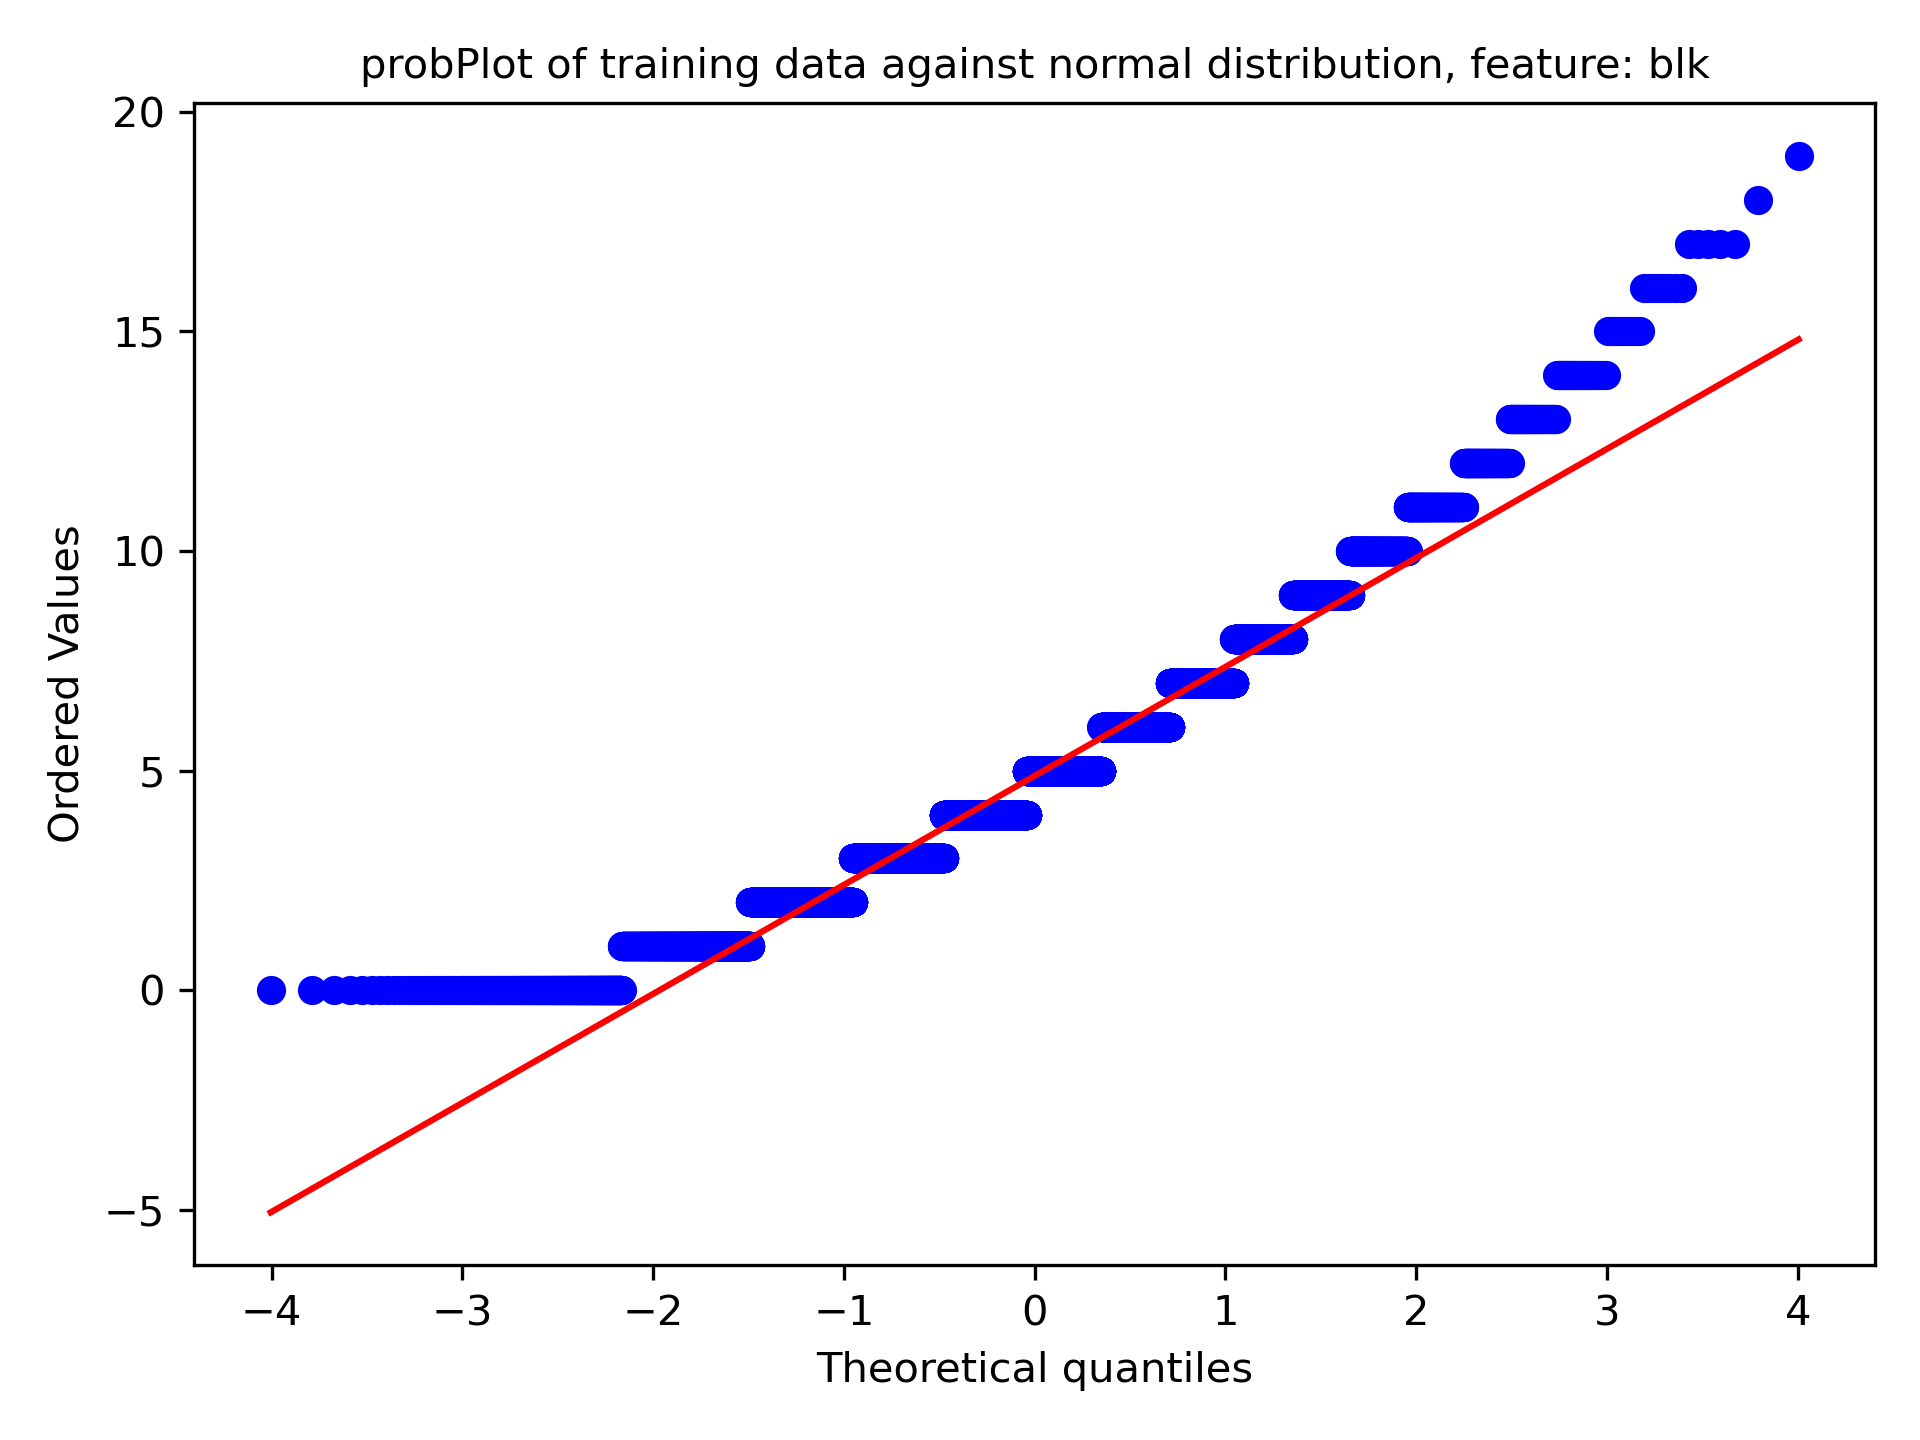 probPlot of training data against normal distribution, feature: blk
20
15
10
5
0
−5
Ordered Values
−4 −3 −2 −1 0 1 2 3 4
Theoretical quantiles